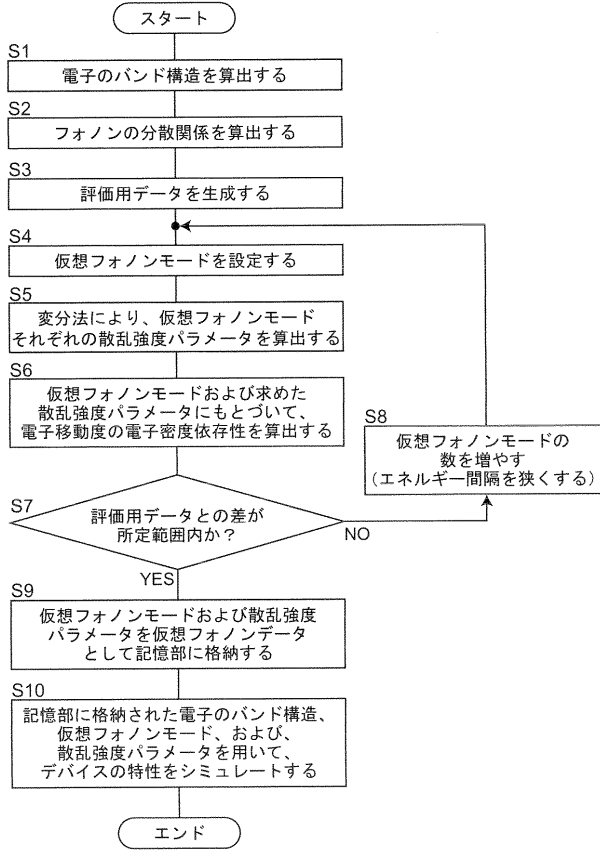 スタート
S1
電子のバンド構造を算出する
S2
フォノンの分散関係を算出する
S3
評価用データを生成する
S4
仮想フォノンモードを設定する
S5
変分法により、仮想フォノンモード
それぞれの散乱強度パラメータを算出する
S6
仮想フォノンモードおよび求めた
散乱強度パラメータにもとづいて、
電子移動度の電子密度依存性を算出する
S7
評価用データとの差が
所定範囲内か？
NO
YES
S8
仮想フォノンモードの
数を増やす
（エネルギー間隔を狭くする）
S9
仮想フォノンモードおよび散乱強度
パラメータを仮想フォノンデータ
として記憶部に格納する
S10
記憶部に格納された電子のバンド構造、
仮想フォノンモード、および、
散乱強度パラメータを用いて、
デバイスの特性をシミュレートする
エンド